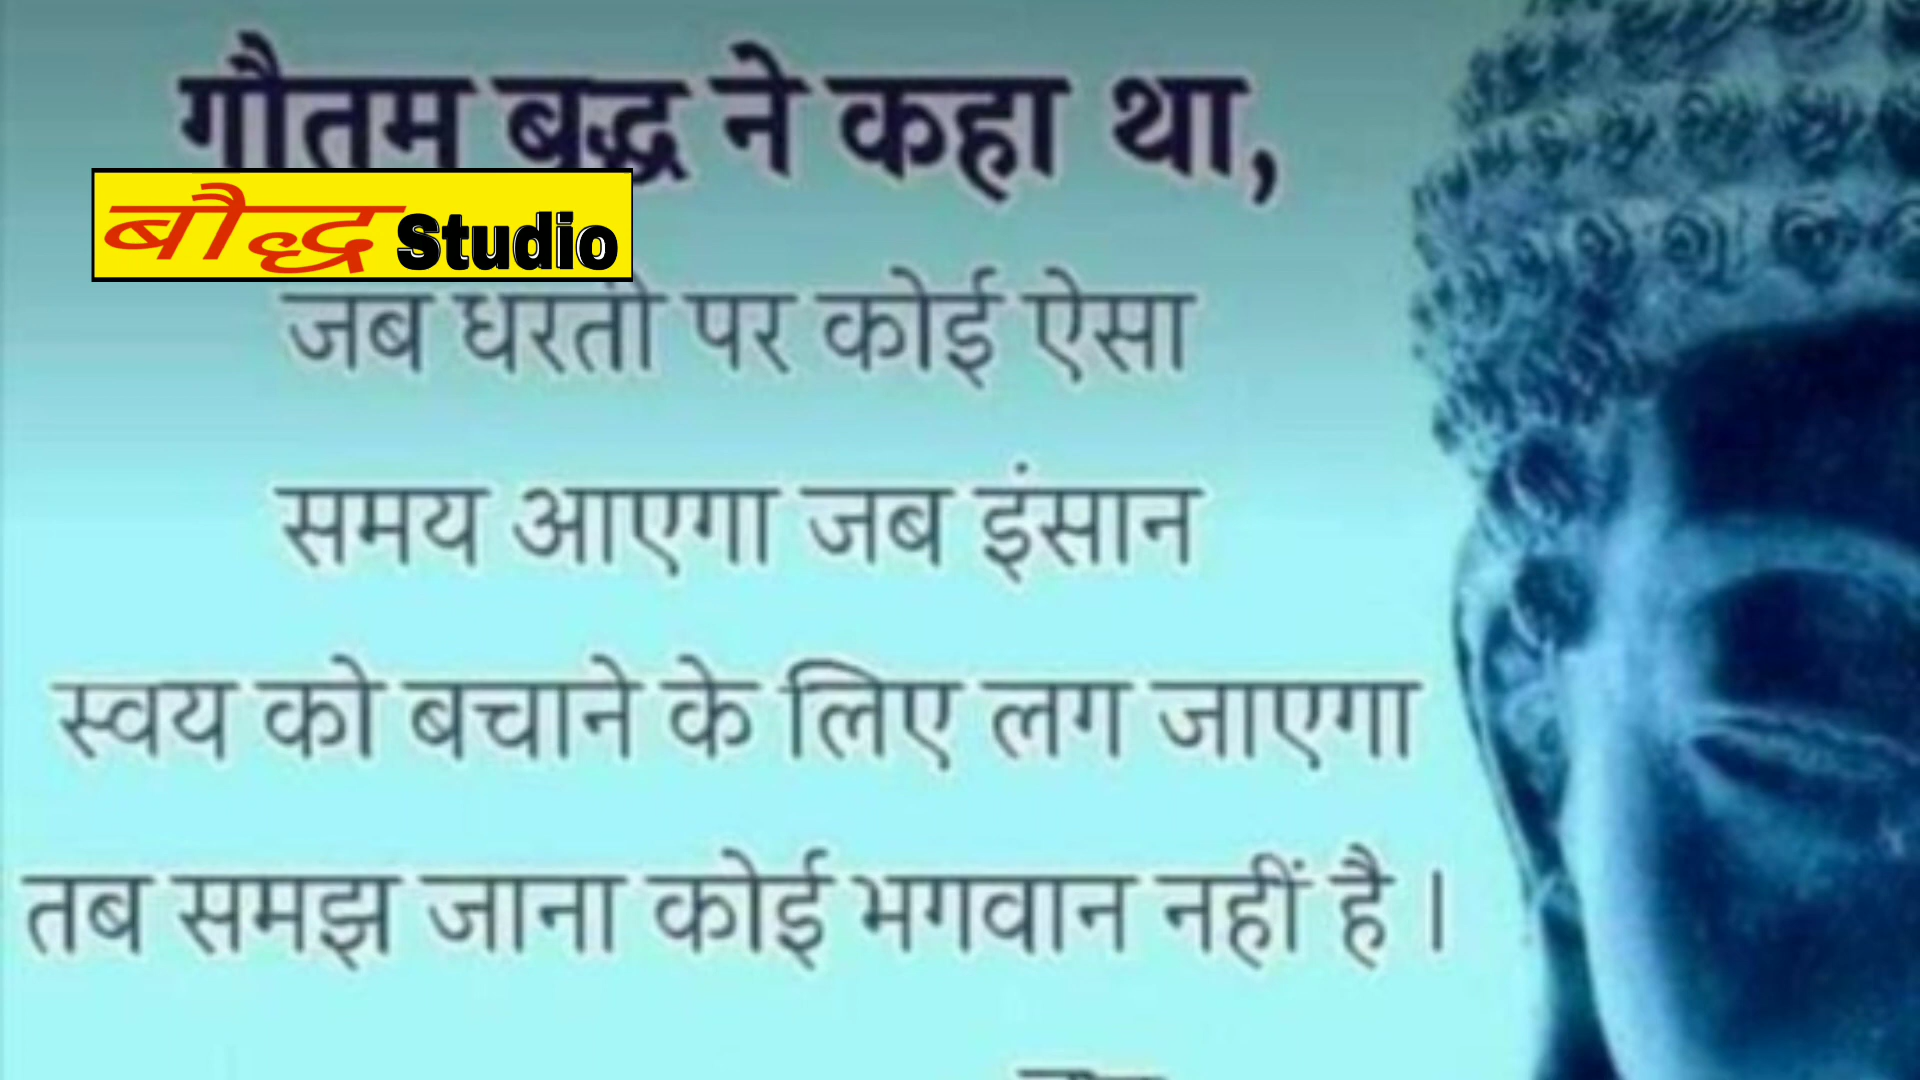 गौतम बुद्ध ने कहा था,
बौद्ध Studio
जब धरती पर कोई ऐसा
समय आएगा जब इंसान
स्वय को बचाने के लिए लग जाएगा
तब समझ जाना कोई भगवान नहीं है ।